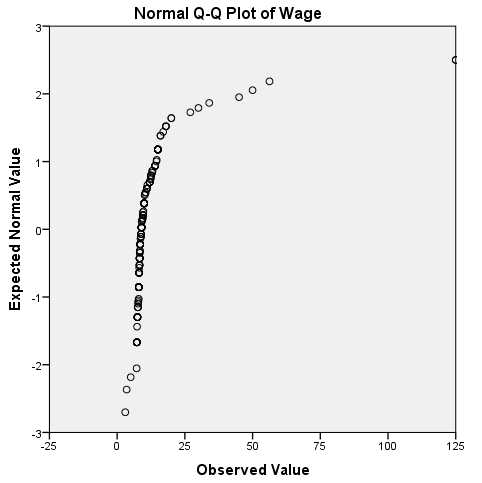 Normal Q-Q Plot of Wage
Expected Normal Value
3
2
1
0
-1
-2
-3
-25 0 25 50 75 100 125
Observed Value